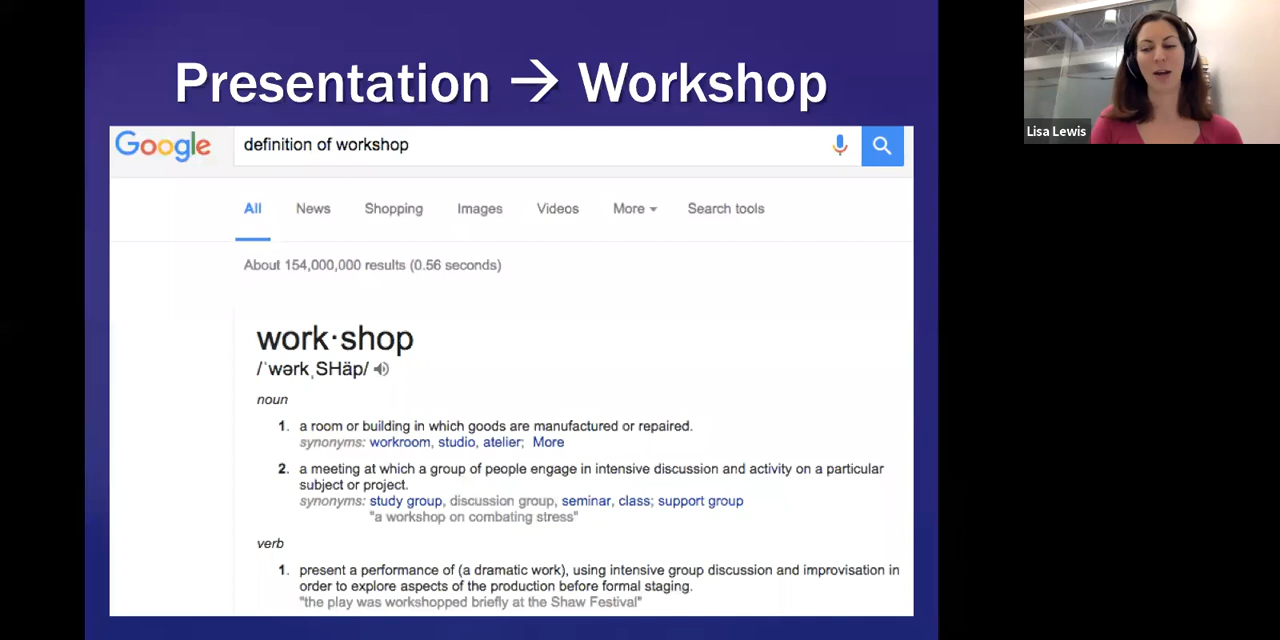 Presentation → Workshop
Google
definition of workshop
All News Shopping Images Videos More Search tools
About 154,000,000 results (0.56 seconds)
work·shop
/ˈwərkˌSHäp/
noun
1. a room or building in which goods are manufactured or repaired.
synonyms: workroom, studio, atelier; More
2. a meeting at which a group of people engage in intensive discussion and activity on a particular
subject or project.
synonyms: study group, discussion group, seminar, class; support group
"a workshop on combating stress"
verb
1. present a performance of (a dramatic work), using intensive group discussion and improvisation in
order to explore aspects of the production before formal staging.
"the play was workshopped briefly at the Shaw Festival"
Lisa Lewis